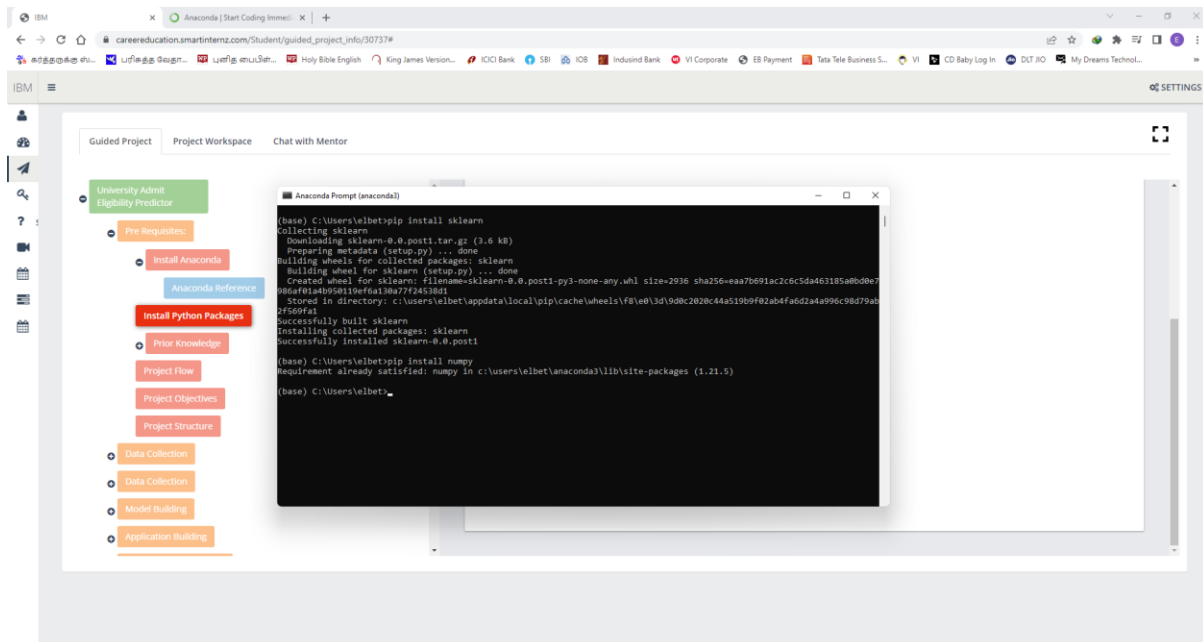 IBM
Anaconda | Start Coding Immedi
careereducation.smartinternz.com/Student/guided_project_info/30737#
கர்த்தருக்கு ஸ்... பரிசுத்த வேதா... புனித பைபிள்... Holy Bible English King James Version... ICICI Bank SBI IOB Indusind Bank VI Corporate EB Payment Tata Tele Business S... VI CD Baby Log In DLT JIO My Dreams Technol...
IBM
SETTINGS
Guided Project Project Workspace Chat with Mentor
University Admit
Eligibility Predictor
Pre Requisites:
Install Anaconda
Anaconda Reference
Install Python Packages
Prior Knowledge
Project Flow
Project Objectives
Project Structure
Data Collection
Data Collection
Model Building
Application Building
Anaconda Prompt (anaconda3)
(base) C:\Users\elbet>pip install sklearn
Collecting sklearn
Downloading sklearn-0.0.post1.tar.gz (3.6 kB)
Preparing metadata (setup.py) ... done
Building wheels for collected packages: sklearn
Building wheel for sklearn (setup.py) ... done
Created wheel for sklearn: filename=sklearn-0.0.post1-py3-none-any.whl size=2936 sha256=eaa7b691ac2c6c5da463185a0bd0e7
986af01a4b950119ef6a130a77f24538d1
Stored in directory: c:\users\elbet\appdata\local\pip\cache\wheels\f8\e0\3d\9d0c2020c44a519b9f02ab4fa6d2a4a996c98d79ab
2f569fa1
Successfully built sklearn
Installing collected packages: sklearn
Successfully installed sklearn-0.0.post1
(base) C:\Users\elbet>pip install numpy
Requirement already satisfied: numpy in c:\users\elbet\anaconda3\lib\site-packages (1.21.5)
(base) C:\Users\elbet>